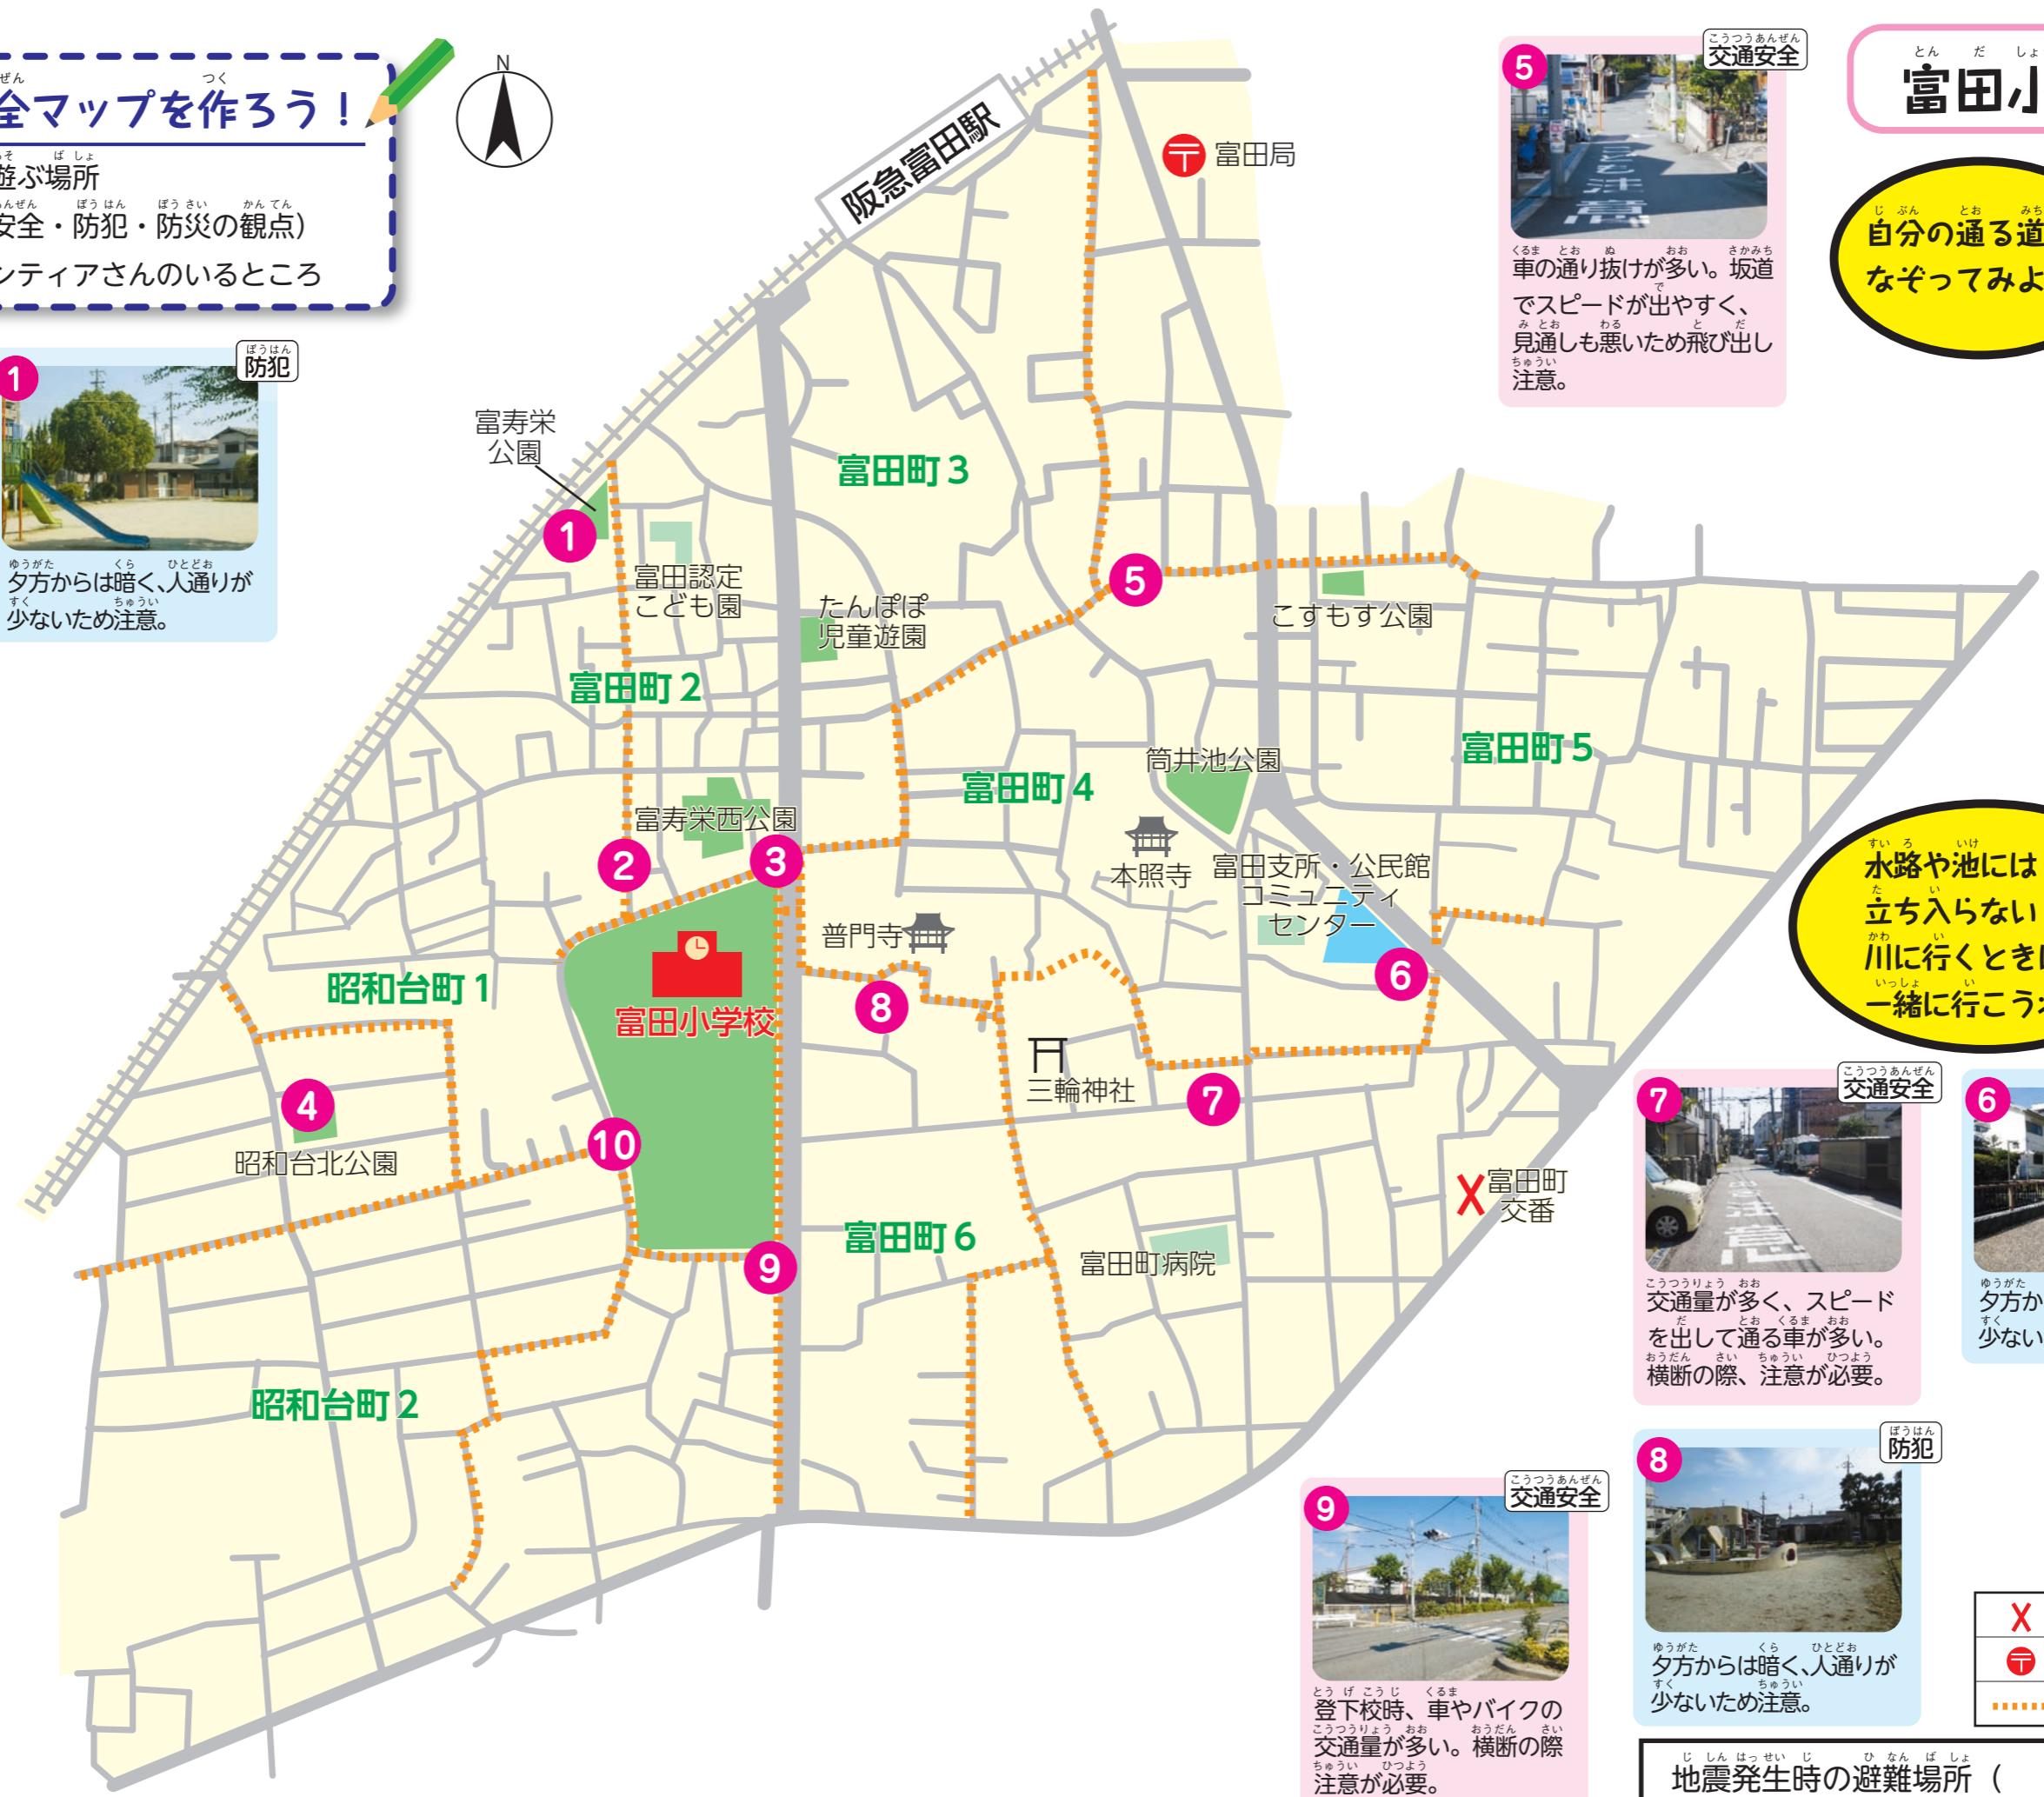 全マップを作ろう！
遊ぶ場所
安全・防犯・防災の観点）
ンティアさんのいるところ
N
1
防犯
夕方からは暗く、人通りが
少ないため注意。
5
交通安全
車の通り抜けが多い。坂道
でスピードが出やすく、
見通しも悪いため飛び出し
注意。
富田小
自分の通る道
なぞってみよ
阪急富田駅
富田局
富寿栄
公園
1
富田町3
富田認定
こども園
たんぽぽ
児童遊園
5
こすもす公園
富田町2
富田町4
筒井池公園
富田町5
富寿栄西公園
2
3
本照寺
富田支所・公民館
コミュニティ
センター
普門寺
6
昭和台町1
富田小学校
8
三輪神社
7
4
昭和台北公園
10
富田町
交番
富田町6
富田町病院
9
昭和台町2
水路や池には
立ち入らない
川に行くときは
一緒に行こうね
7
交通安全
交通量が多く、スピード
を出して通る車が多い。
横断の際、注意が必要。
6
夕方か
少ない
8
防犯
夕方からは暗く、人通りが
少ないため注意。
9
交通安全
登下校時、車やバイクの
交通量が多い。横断の際
注意が必要。
地震発生時の避難場所（